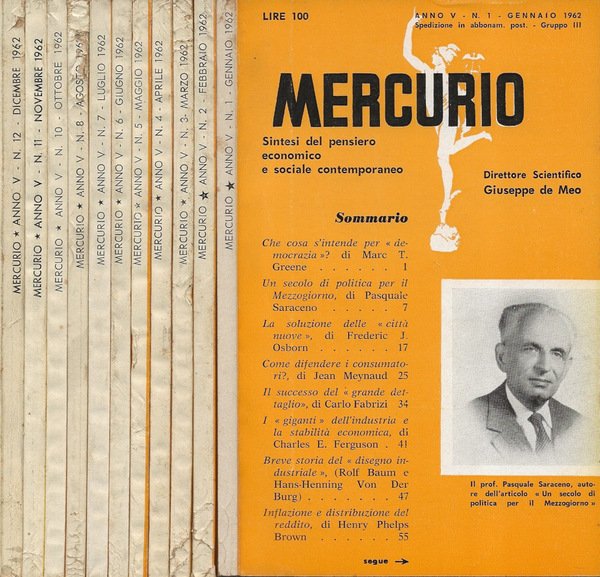 MERCURIO ★ ANNO V - N. 12 - DICEMBRE 1962
MERCURIO ★ ANNO V - N. 11 - NOVEMBRE 1962
MERCURIO ★ ANNO V - N. 10 - OTTOBRE 1962
MERCURIO ★ ANNO V - N. 8 - AGOSTO 1962
MERCURIO ★ ANNO V - N. 7 - LUGLIO 1962
MERCURIO ★ ANNO V - N. 6 - GIUGNO 1962
MERCURIO ★ ANNO V - N. 5 - MAGGIO 1962
MERCURIO ★ ANNO V - N. 4 - APRILE 1962
MERCURIO ★ ANNO V - N. 3 - MARZO 1962
MERCURIO ★ ANNO V - N. 2 - FEBBRAIO 1962
MERCURIO ★ ANNO V - N. 1 - GENNAIO 1962
LIRE 100
ANNO V - N. 1 - GENNAIO 1962
Spedizione in abbonam. post. - Gruppo III
MERCURIO
Sintesi del pensiero
economico
e sociale contemporaneo
Direttore Scientifico
Giuseppe de Meo
Sommario
Che cosa s'intende per « de-
mocrazia »? di Marc T.
Greene . . . . . . 1
Un secolo di politica per il
Mezzogiorno, di Pasquale
Saraceno . . . . . 7
La soluzione delle « città
nuove », di Frederic J.
Osborn . . . . . . 17
Come difendere i consumato-
ri?, di Jean Meynaud 25
Il successo del « grande det-
taglio», di Carlo Fabrizi 34
I « giganti » dell'industria e
la stabilità economica, di
Charles E. Ferguson . 41
Breve storia del « disegno in-
dustriale », (Rolf Baum e
Hans-Henning Von Der
Burg) . . . . . . . 47
Inflazione e distribuzione del
reddito, di Henry Phelps
Brown . . . . . . 55
segue →
Il prof. Pasquale Saraceno, auto-
re dell'articolo « Un secolo di
politica per il Mezzogiorno »